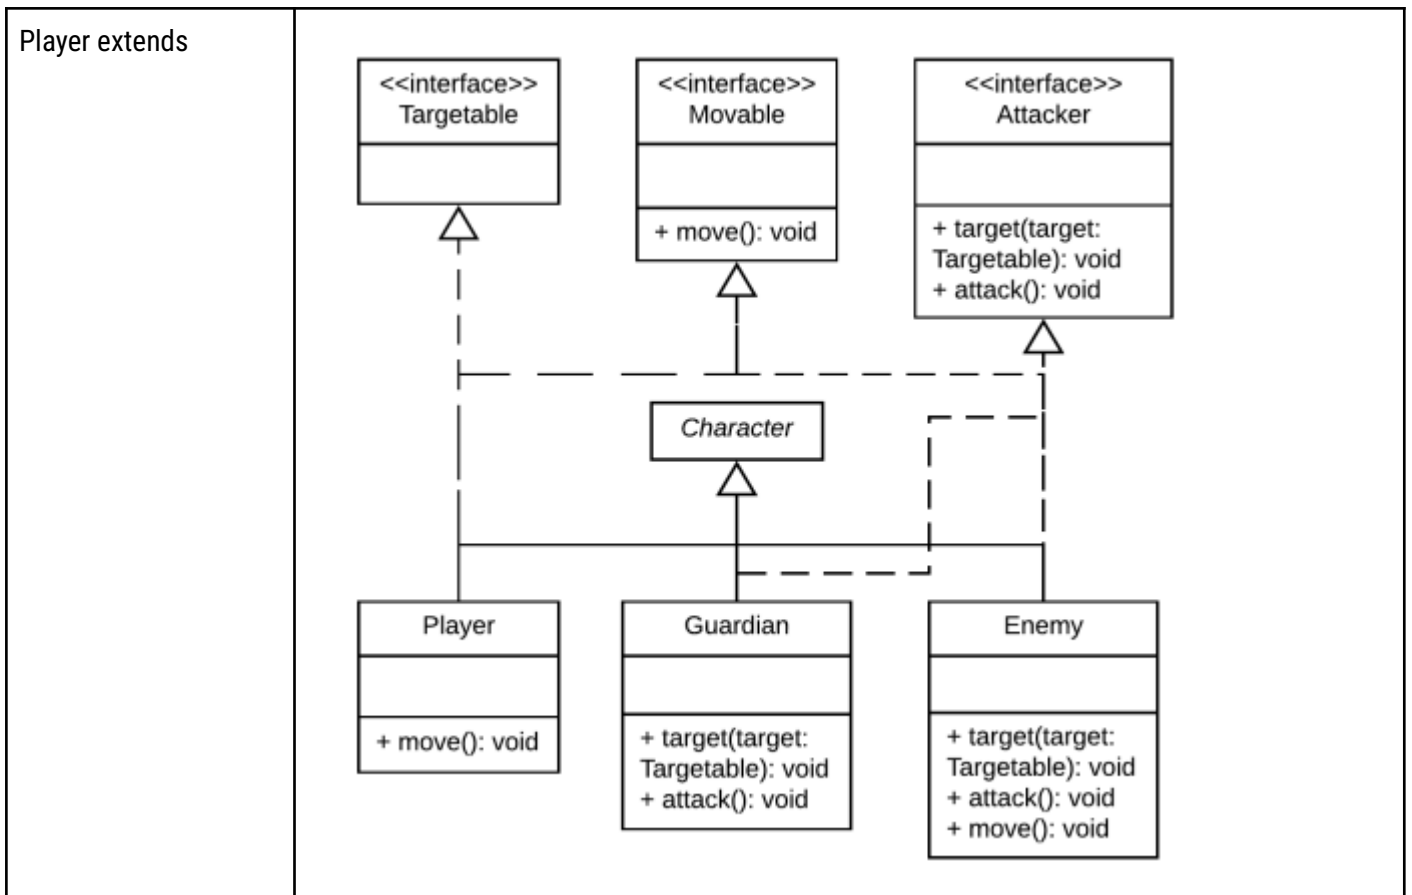 Player extends
<<interface>>
Targetable
<<interface>>
Movable
+ move(): void
<<interface>>
Attacker
+ target(target:
Targetable): void
+ attack(): void
Character
Player
+ move(): void
Guardian
+ target(target:
Targetable): void
+ attack(): void
Enemy
+ target(target:
Targetable): void
+ attack(): void
+ move(): void